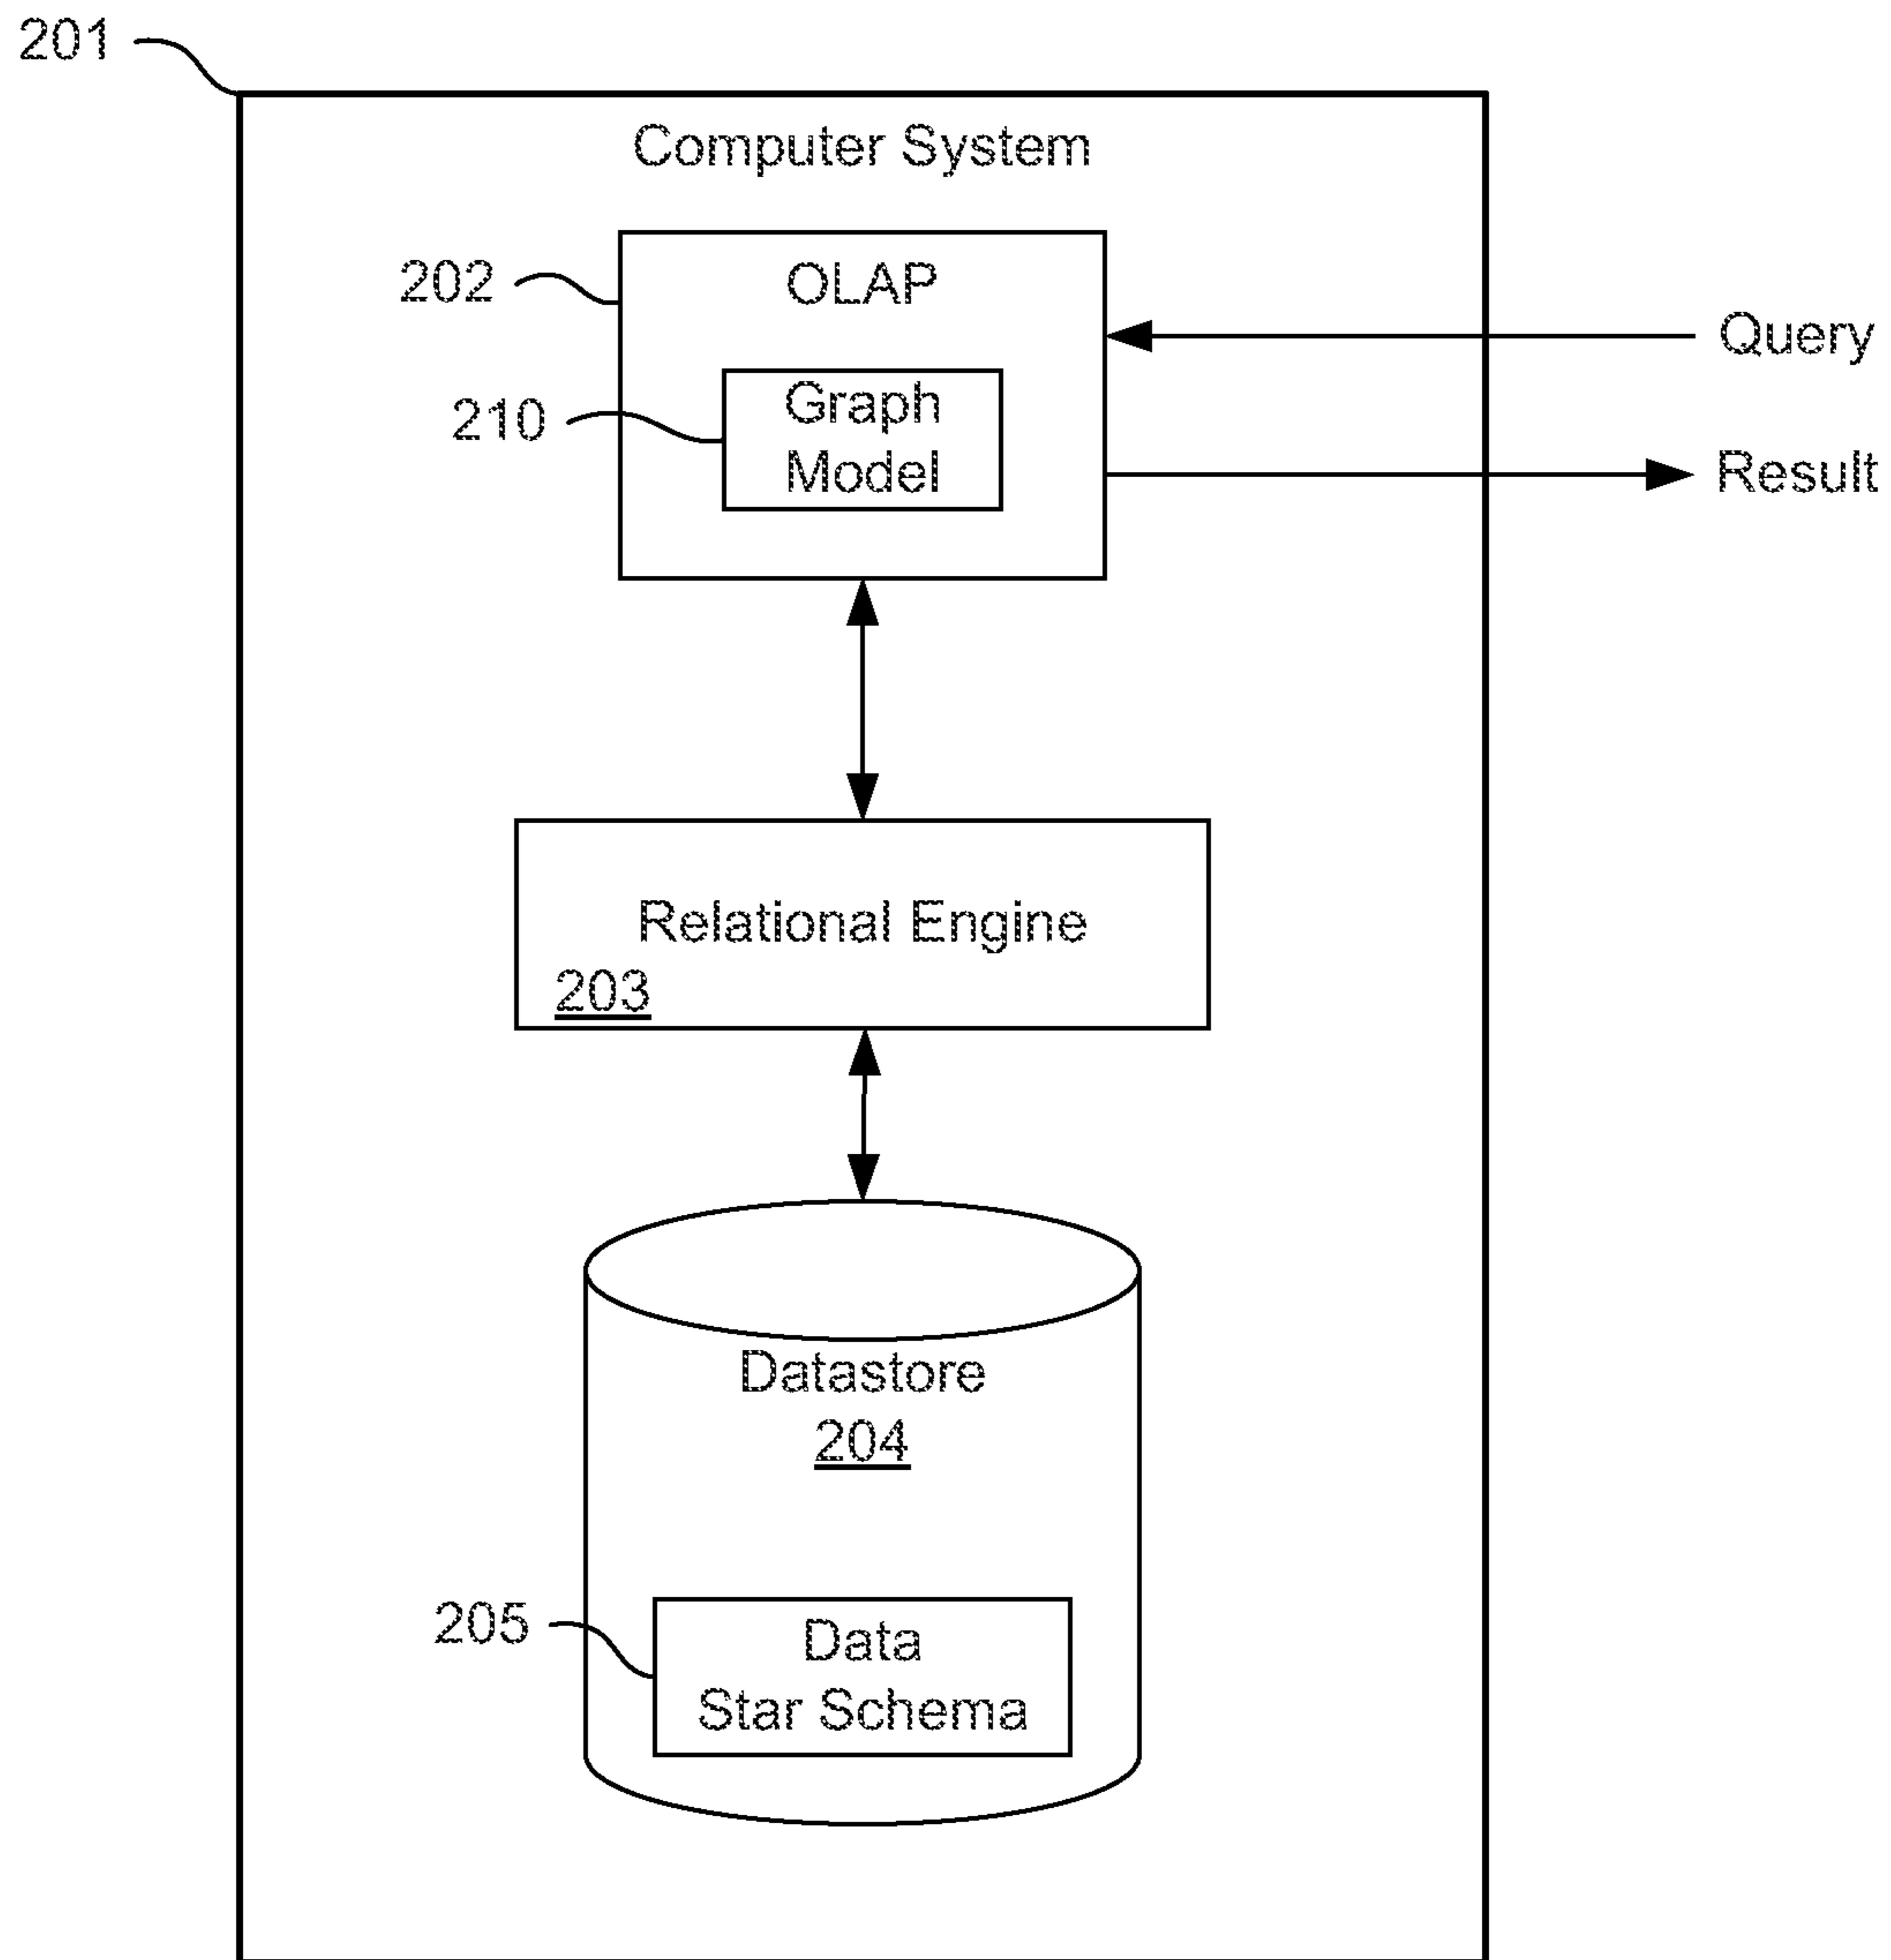 201
Computer System
202
OLAP
Query
210
Graph
Model
Result
Relational Engine
203
Datastore
204
205
Data
Star Schema